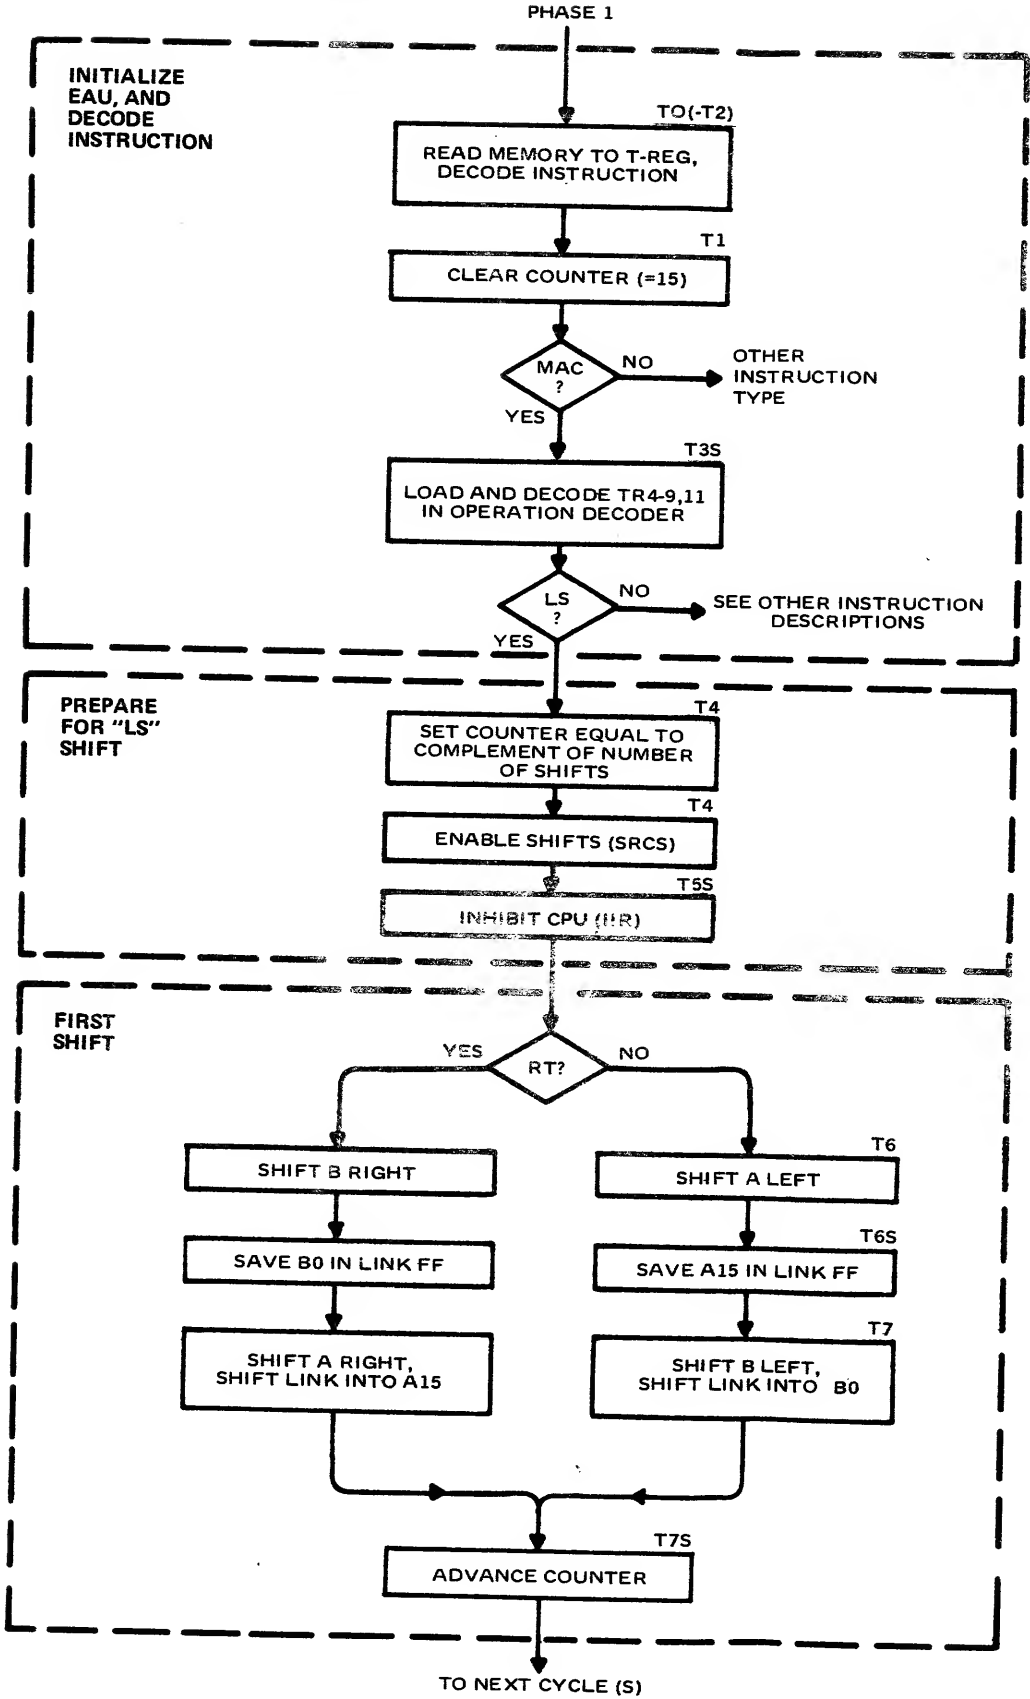 PHASE 1
INITIALIZE
EAU, AND
DECODE
INSTRUCTION
TO(-T2)
READ MEMORY TO T-REG,
DECODE INSTRUCTION
T1
CLEAR COUNTER (=15)
MAC
?
NO
OTHER
INSTRUCTION
TYPE
YES
T3S
LOAD AND DECODE TR4-9,11
IN OPERATION DECODER
LS
?
NO
SEE OTHER INSTRUCTION
DESCRIPTIONS
YES
PREPARE
FOR "LS"
SHIFT
T4
SET COUNTER EQUAL TO
COMPLEMENT OF NUMBER
OF SHIFTS
T4
ENABLE SHIFTS (SRCS)
T5S
INHIBIT CPU
FIRST
SHIFT
YES
RT?
NO
SHIFT B RIGHT
T6
SHIFT A LEFT
SAVE B0 IN LINK FF
T6S
SAVE A15 IN LINK FF
SHIFT A RIGHT,
SHIFT LINK INTO A15
T7
SHIFT B LEFT,
SHIFT LINK INTO B0
T7S
ADVANCE COUNTER
TO NEXT CYCLE (S)